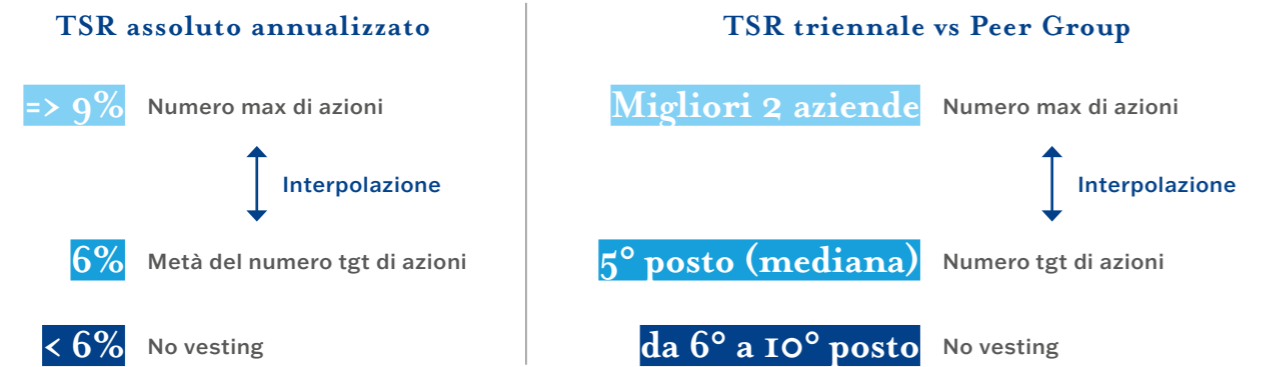 TSR assoluto annualizzato
=> 9% Numero max di azioni
Interpolazione
6% Metà del numero tgt di azioni
< 6% No vesting
TSR triennale vs Peer Group
Migliori 2 aziende Numero max di azioni
Interpolazione
5° posto (mediana) Numero tgt di azioni
da 6° a 10° posto No vesting